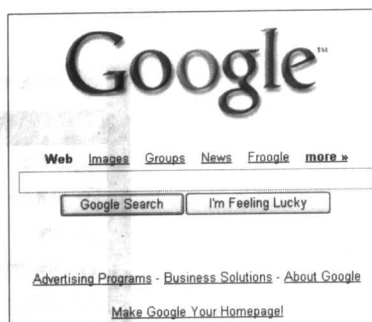 Google™
Web Images Groups News Froogle more »
Google Search I'm Feeling Lucky
Advertising Programs - Business Solutions - About Google
Make Google Your Homepage!